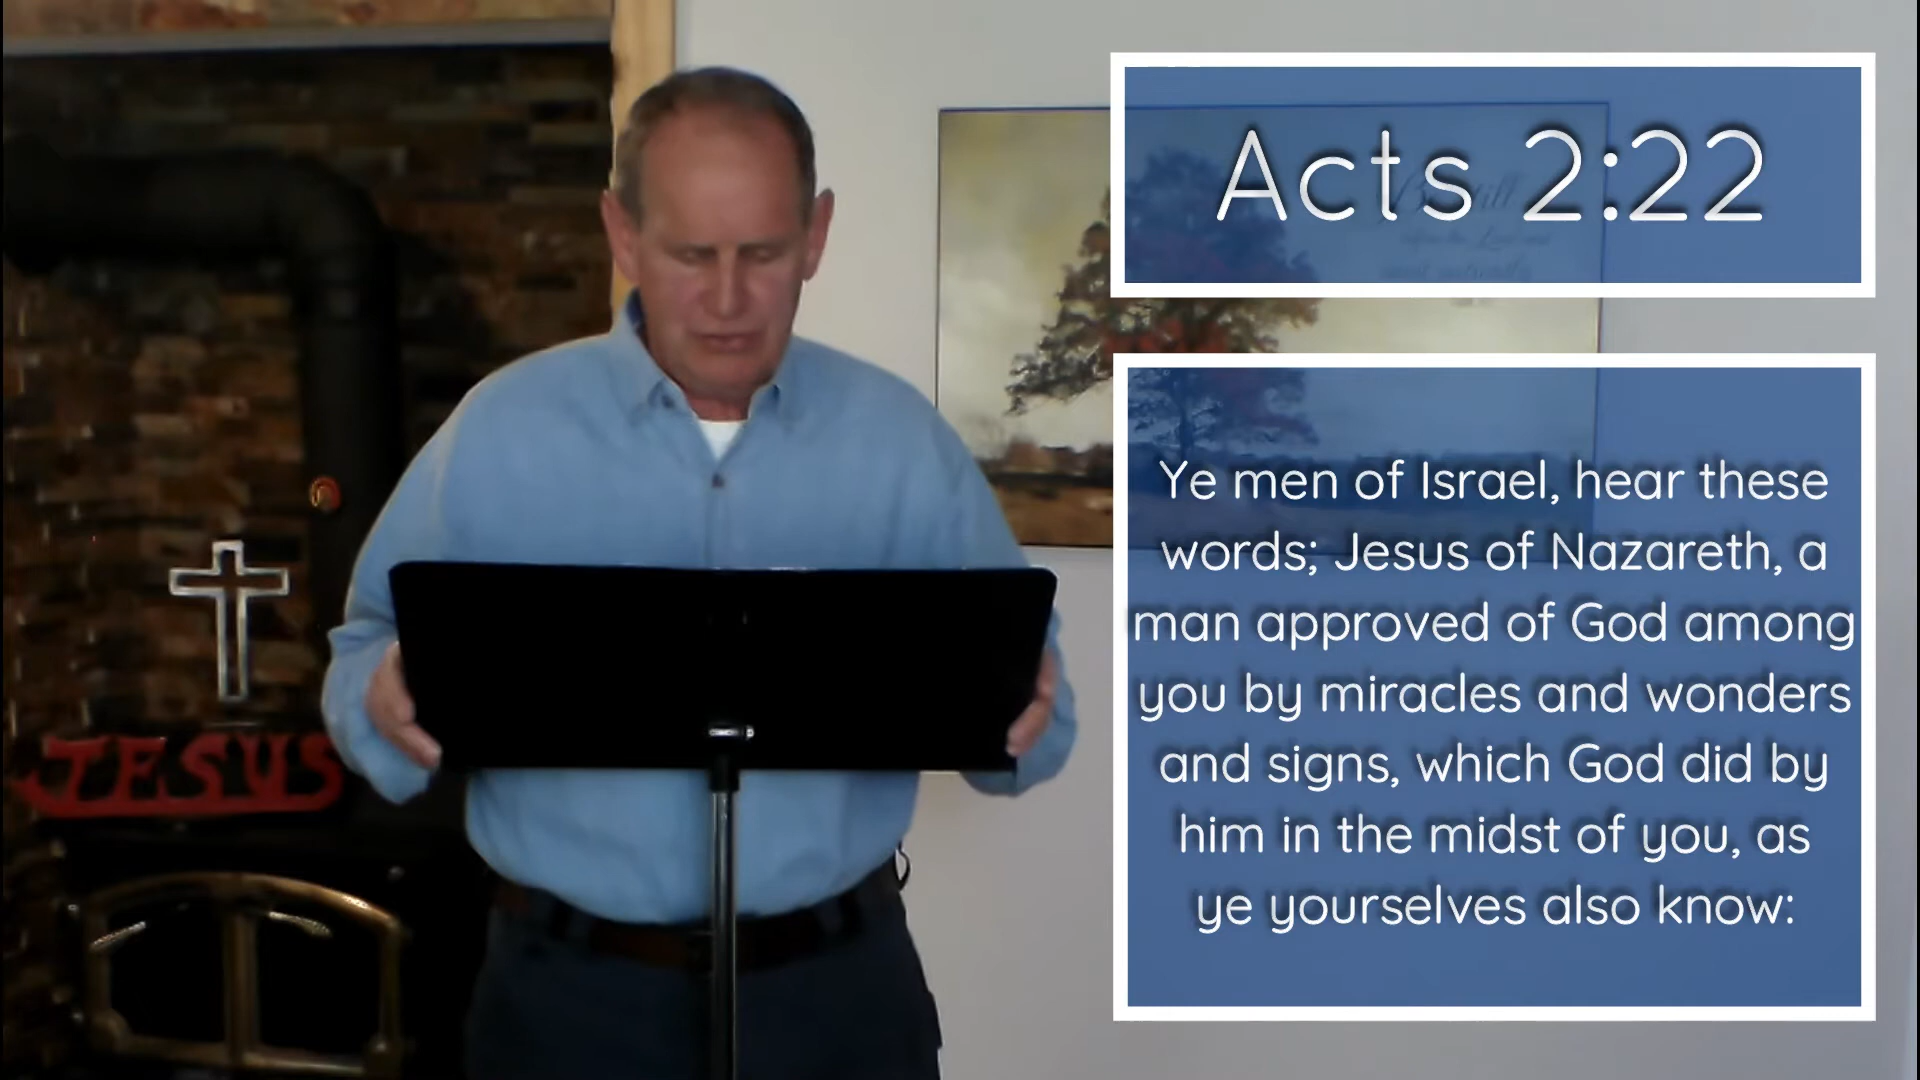 Acts 2:22
Ye men of Israel, hear these
words; Jesus of Nazareth, a
man approved of God among
you by miracles and wonders
and signs, which God did by
him in the midst of you, as
ye yourselves also know:
JESUS